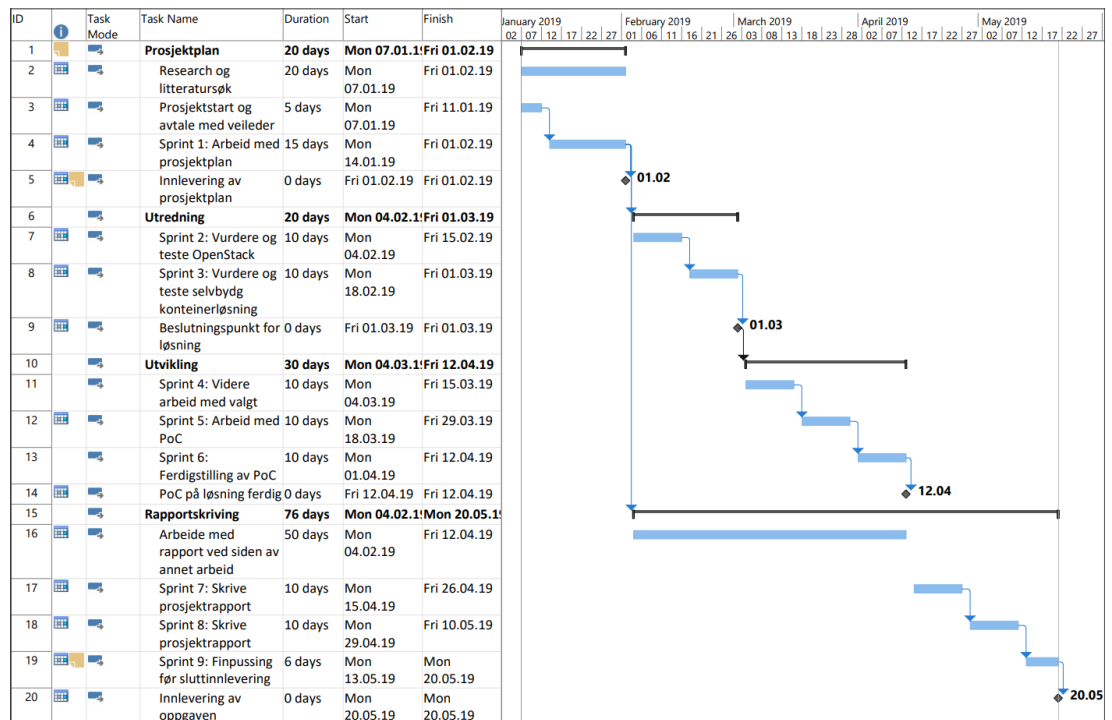 ID Task Mode Task Name Duration Start Finish
January 2019 February 2019 March 2019 April 2019 May 2019
02 07 12 17 22 27 01 06 11 16 21 26 03 08 13 18 23 28 02 07 12 17 22 27 02 07 12 17 22 27
1 Prosjektplan 20 days Mon 07.01.19 Fri 01.02.19
2 Research og 20 days Mon Fri 01.02.19
litteratursøk 07.01.19
3 Prosjektstart og 5 days Mon Fri 11.01.19
avtale med veileder 07.01.19
4 Sprint 1: Arbeid med 15 days Mon Fri 01.02.19
prosjektplan 14.01.19
5 Innlevering av 0 days Fri 01.02.19 Fri 01.02.19 01.02
prosjektplan
6 Utredning 20 days Mon 04.02.19 Fri 01.03.19
7 Sprint 2: Vurdere og 10 days Mon Fri 15.02.19
teste OpenStack 04.02.19
8 Sprint 3: Vurdere og 10 days Mon Fri 01.03.19
teste selvbydg 18.02.19
konteinerløsning
9 Beslutningspunkt for 0 days Fri 01.03.19 Fri 01.03.19 01.03
løsning
10 Utvikling 30 days Mon 04.03.19 Fri 12.04.19
11 Sprint 4: Videre 10 days Mon Fri 15.03.19
arbeid med valgt 04.03.19
12 Sprint 5: Arbeid med 10 days Mon Fri 29.03.19
PoC 18.03.19
13 Sprint 6: 10 days Mon Fri 12.04.19
Ferdigstilling av PoC 01.04.19
14 PoC på løsning ferdig 0 days Fri 12.04.19 Fri 12.04.19 12.04
15 Rapportskriving 76 days Mon 04.02.19 Mon 20.05.19
16 Arbeide med 50 days Mon Fri 12.04.19
rapport ved siden av 04.02.19
annet arbeid
17 Sprint 7: Skrive 10 days Mon Fri 26.04.19
prosjektrapport 15.04.19
18 Sprint 8: Skrive 10 days Mon Fri 10.05.19
prosjektrapport 29.04.19
19 Sprint 9: Finpussing 6 days Mon Mon
før sluttinnlevering 13.05.19 20.05.19
20 Innlevering av 0 days Mon Mon 20.05
oppgaven 20.05.19 20.05.19